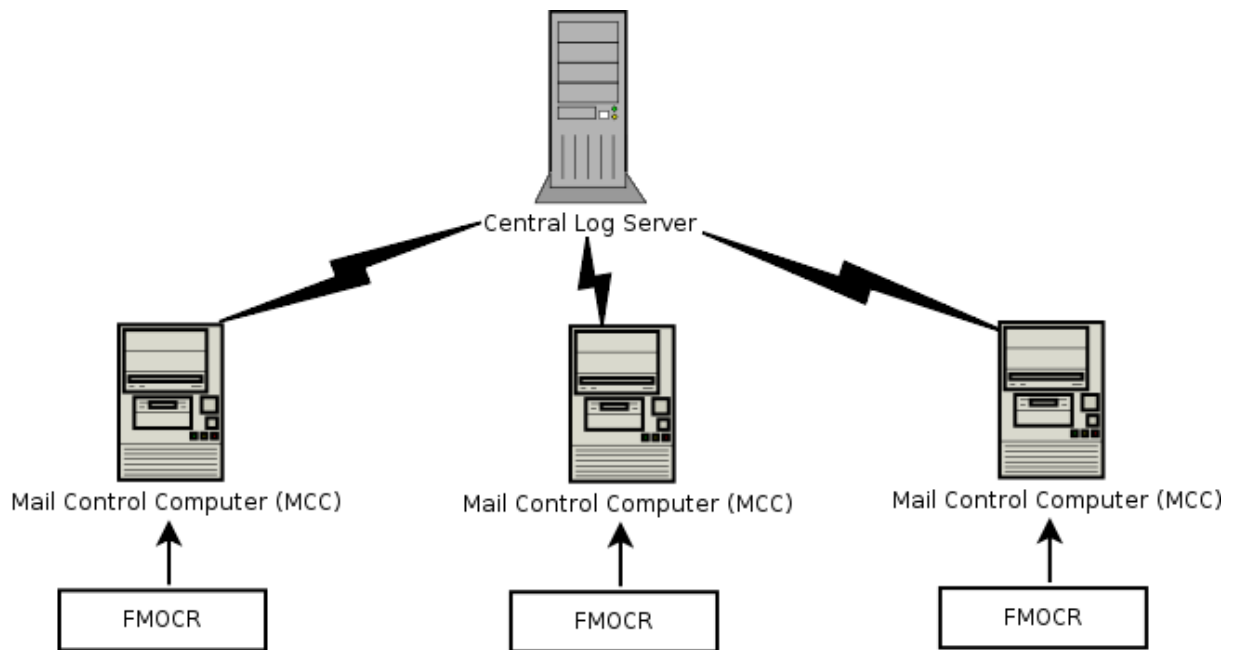 Central Log Server
Mail Control Computer (MCC)
Mail Control Computer (MCC)
Mail Control Computer (MCC)
FMOCR
FMOCR
FMOCR